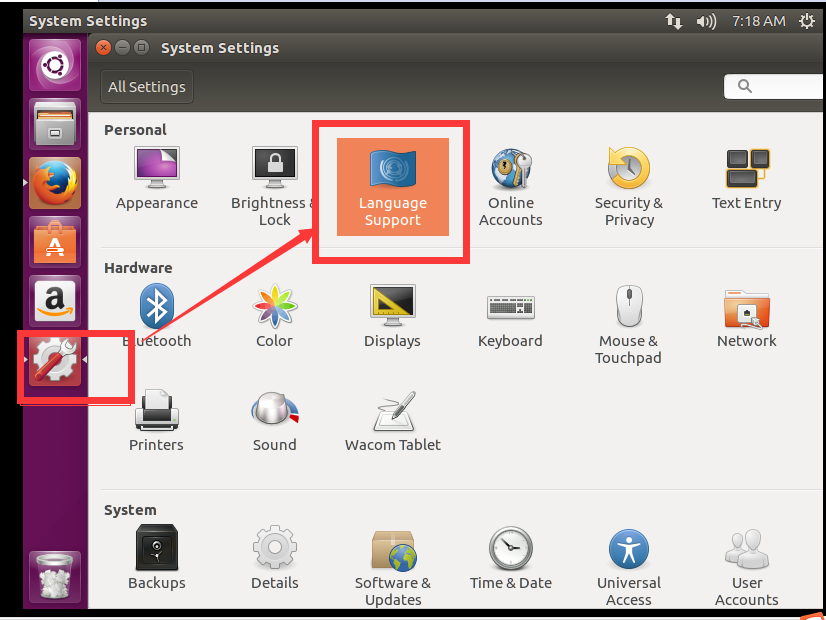 System Settings
7:18 AM
System Settings
All Settings
Personal
Appearance
Brightness &
Lock
Language
Support
Online
Accounts
Security &
Privacy
Text Entry
Hardware
Bluetooth
Color
Displays
Keyboard
Mouse &
Touchpad
Network
Printers
Sound
Wacom Tablet
System
Backups
Details
Software &
Updates
Time & Date
Universal
Access
User
Accounts